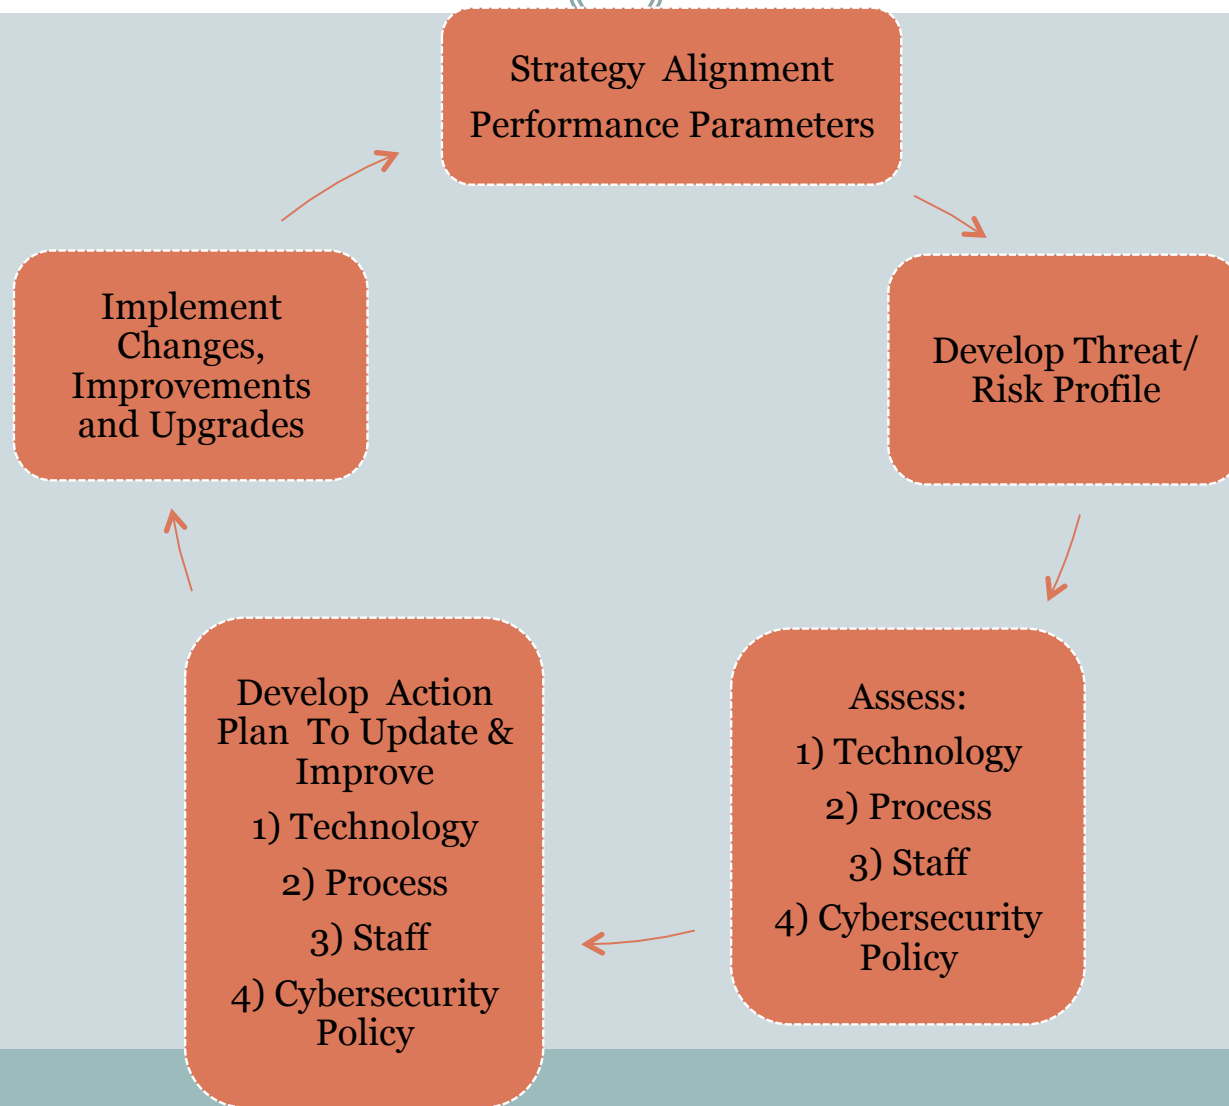 Strategy Alignment
Performance Parameters
Develop Threat/
Risk Profile
Assess:
1) Technology
2) Process
3) Staff
4) Cybersecurity
Policy
Develop Action
Plan To Update &
Improve
1) Technology
2) Process
3) Staff
4) Cybersecurity
Policy
Implement
Changes,
Improvements
and Upgrades